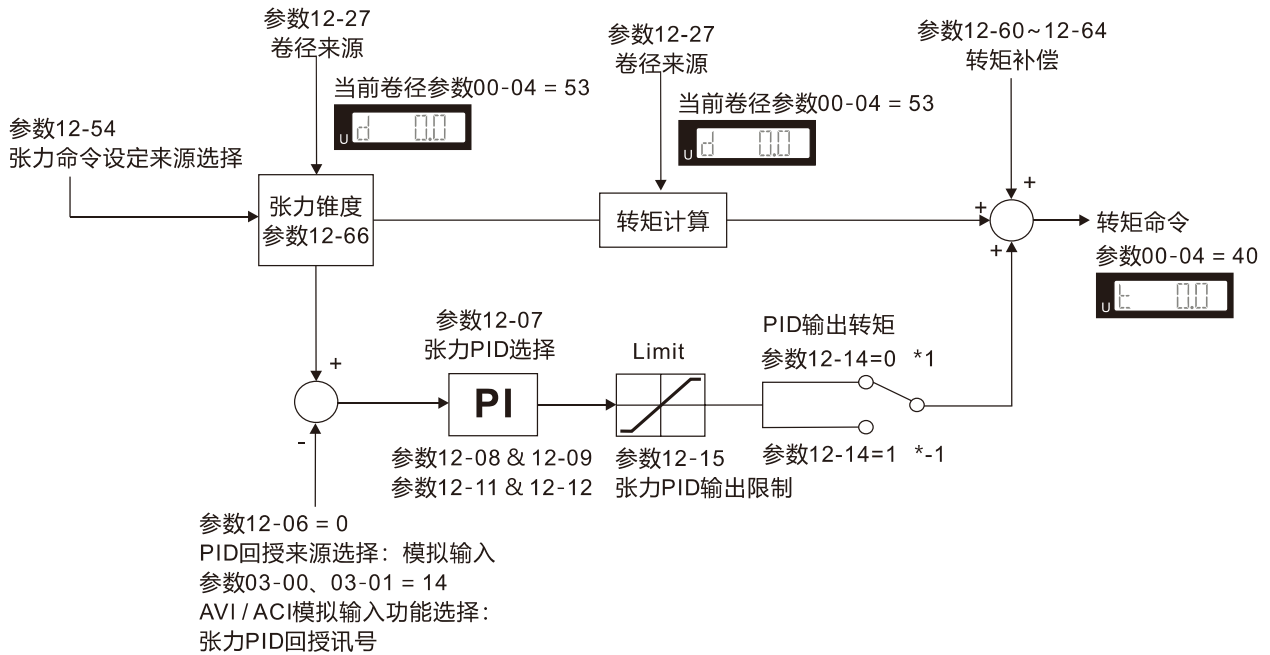 参数12-27
卷径来源
当前卷径参数00-04 = 53
U d 0.0
参数12-27
卷径来源
当前卷径参数00-04 = 53
U d 0.0
参数12-60~12-64
转矩补偿
参数12-54
张力命令设定来源选择
张力锥度
参数12-66
转矩计算
+
+
+
转矩命令
参数00-04 = 40
U t 0.0
参数12-07
张力PID选择
Limit
PID输出转矩
参数12-14=0 *1
+
-
PI
参数12-08 & 12-09
参数12-11 & 12-12
参数12-15
张力PID输出限制
参数12-14=1 *-1
参数12-06 = 0
PID回授来源选择：模拟输入
参数03-00、03-01 = 14
AVI / ACI模拟输入功能选择：
张力PID回授讯号